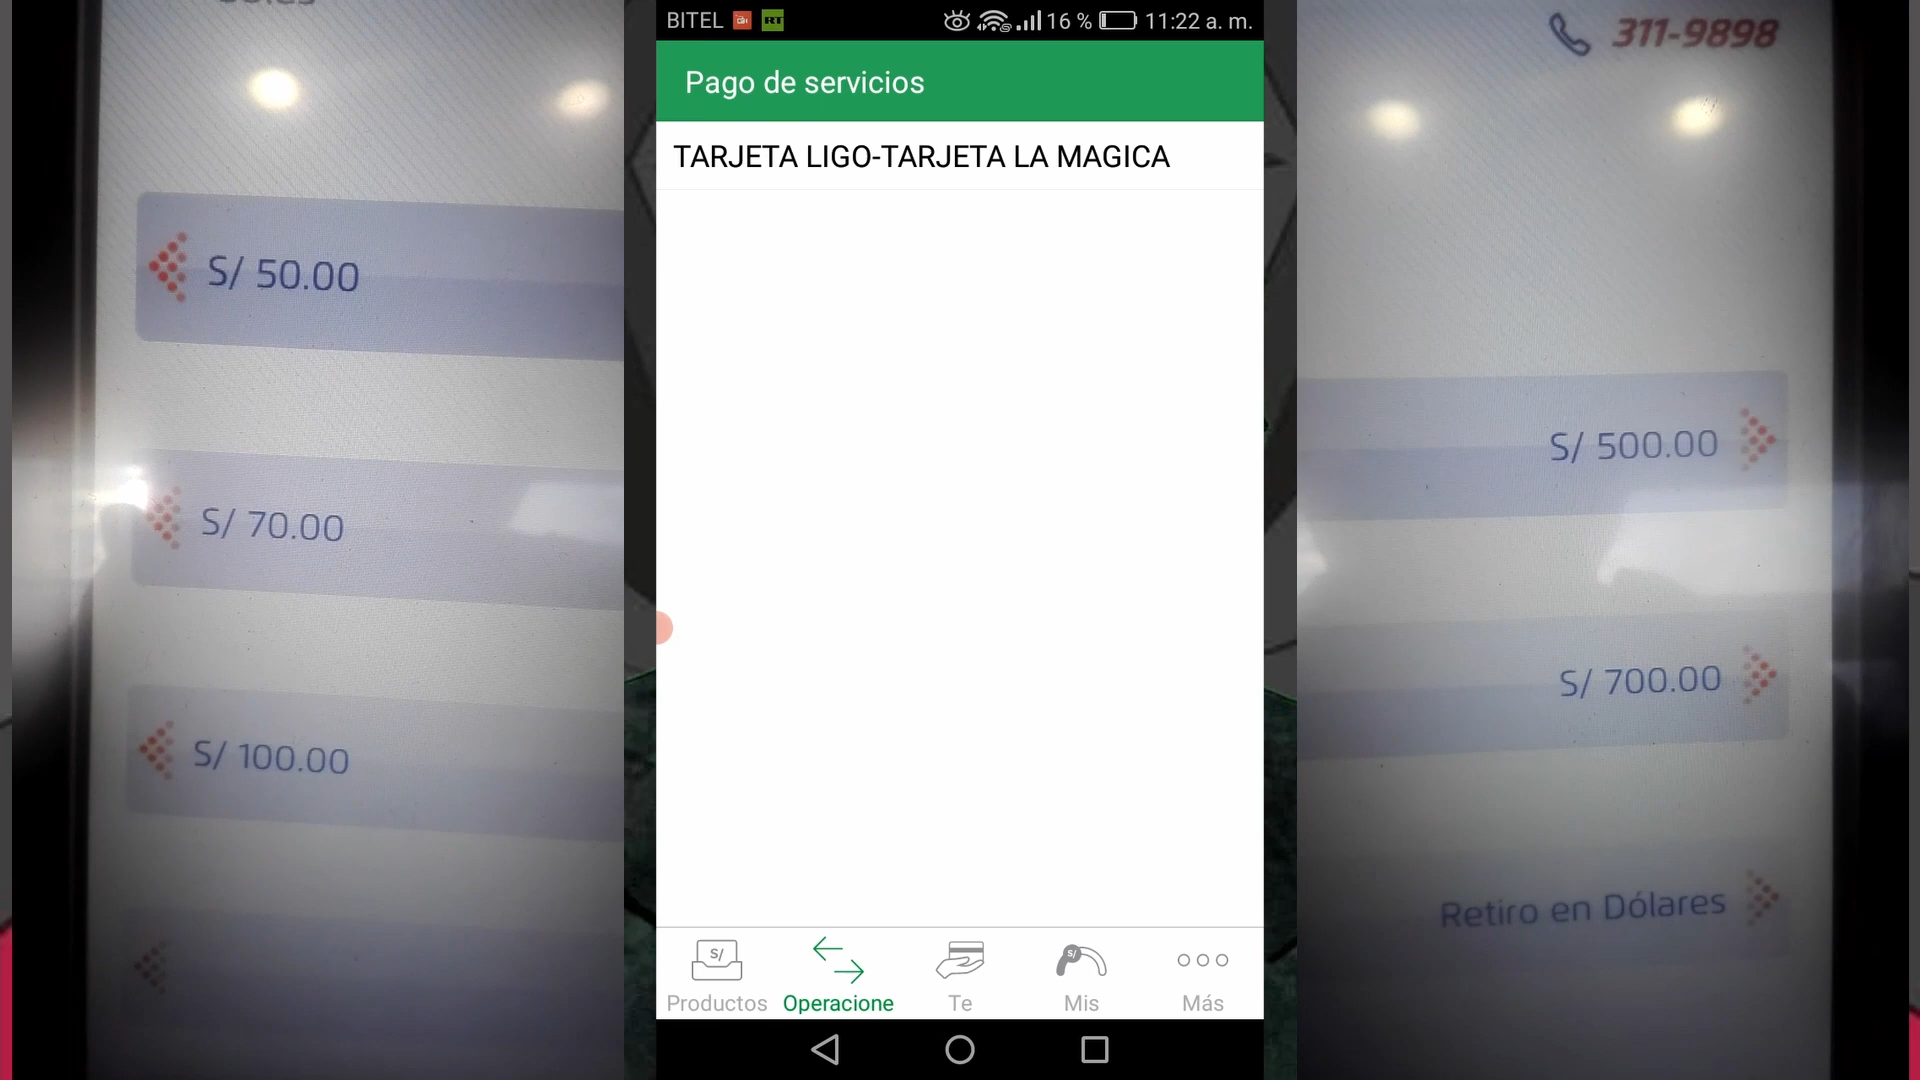 S/ 50.00
S/ 70.00
S/ 100.00
BITEL RT 16 % 11:22 a. m.
Pago de servicios
TARJETA LIGO-TARJETA LA MAGICA
S/
S/
Productos Operacione Te Mis Más
311-9898
S/ 500.00
S/ 700.00
Retiro en Dólares